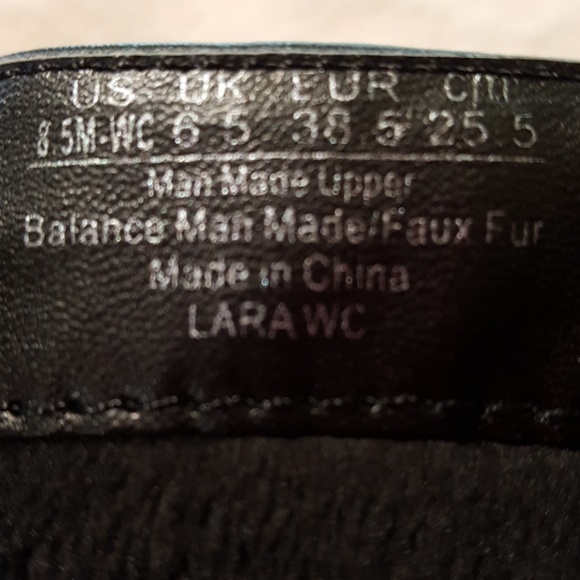 US UK EUR cm
8.5M-WC 6.5 38.5 25.5
Man Made Upper
Balance Man Made/Faux Fur
Made in China
LARA WC